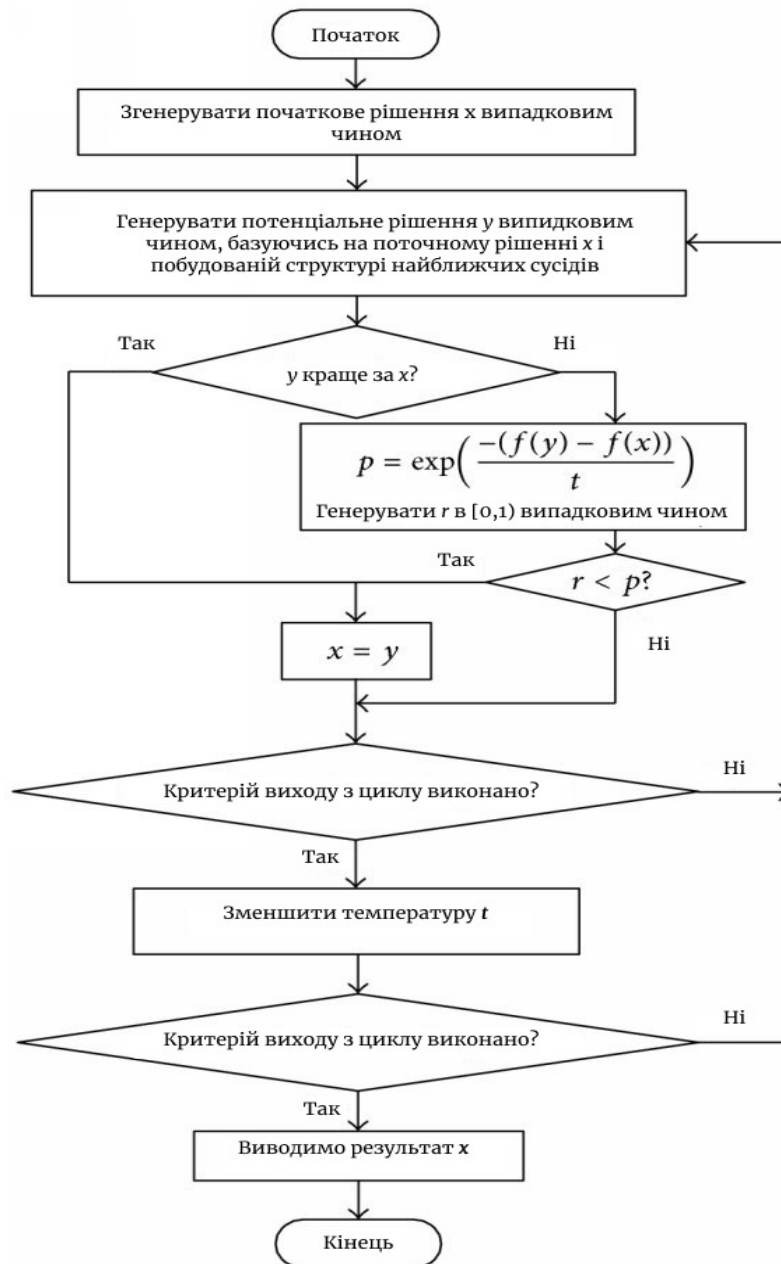 Початок
Згенерувати початкове рішення x випадковим
чином
Генерувати потенціальне рішення y випидковим
чином, базуючись на поточному рішенні x і
побудованій структурі найближчих сусідів
Так
Ні
y краще за x?
p = exp(−(f(y) − f(x)) / t)
Генерувати r в [0,1) випадковим чином
Так
r < p?
Ні
x = y
Ні
Критерій виходу з циклу виконано?
Так
Зменшити температуру t
Ні
Критерій виходу з циклу виконано?
Так
Виводимо результат x
Кінець